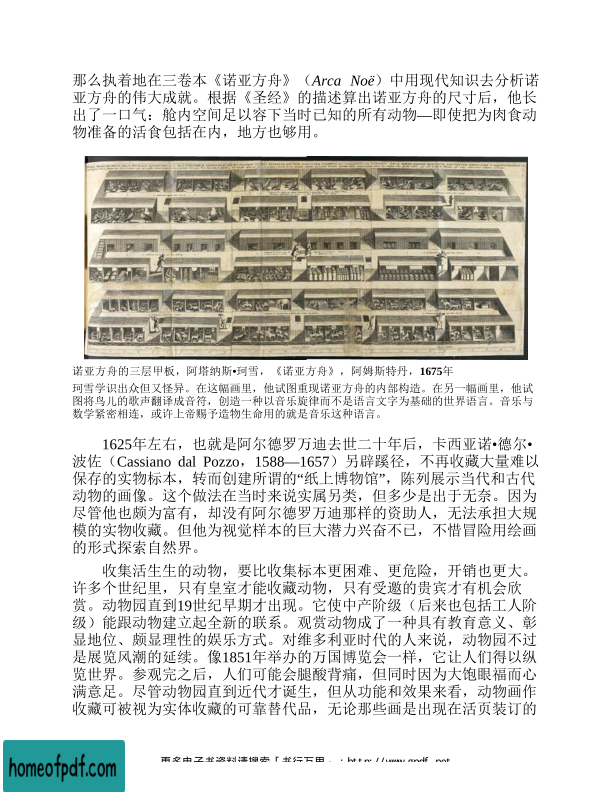 那么执着地在三卷本《诺亚方舟》（Arca Noë）中用现代知识去分析诺
亚方舟的伟大成就。根据《圣经》的描述算出诺亚方舟的尺寸后，他长
出了一口气：舱内空间足以容下当时已知的所有动物—即使把为肉食动
物准备的活食包括在内，地方也够用。
诺亚方舟的三层甲板，阿塔纳斯•珂雪，《诺亚方舟》，阿姆斯特丹，1675年
珂雪学识出众但又怪异。在这幅画里，他试图重现诺亚方舟的内部构造。在另一幅画里，他试
图将鸟儿的歌声翻译成音符，创造一种以音乐旋律而不是语言文字为基础的世界语言。音乐与
数学紧密相连，或许上帝赐予造物生命用的就是音乐这种语言。
1625年左右，也就是阿尔德罗万迪去世二十年后，卡西亚诺•德尔•
波佐（Cassiano dal Pozzo，1588—1657）另辟蹊径，不再收藏大量难以
保存的实物标本，转而创建所谓的“纸上博物馆”，陈列展示当代和古代
动物的画像。这个做法在当时来说实属另类，但多少是出于无奈。因为
尽管他也颇为富有，却没有阿尔德罗万迪那样的资助人，无法承担大规
模的实物收藏。但他为视觉样本的巨大潜力兴奋不已，不惜冒险用绘画
的形式探索自然界。
收集活生生的动物，要比收集标本更困难、更危险，开销也更大。
许多个世纪里，只有皇室才能收藏动物，只有受邀的贵宾才有机会欣
赏。动物园直到19世纪早期才出现。它使中产阶级（后来也包括工人阶
级）能跟动物建立起全新的联系。观赏动物成了一种具有教育意义、彰
显地位、颇显理性的娱乐方式。对维多利亚时代的人来说，动物园不过
是展览风潮的延续。像1851年举办的万国博览会一样，它让人们得以纵
览世界。参观完之后，人们可能会腿酸背痛，但同时因为大饱眼福而心
满意足。尽管动物园直到近代才诞生，但从功能和效果来看，动物画作
收藏可被视为实体收藏的可靠替代品，无论那些画是出现在活页装订的
homeofpdf.com